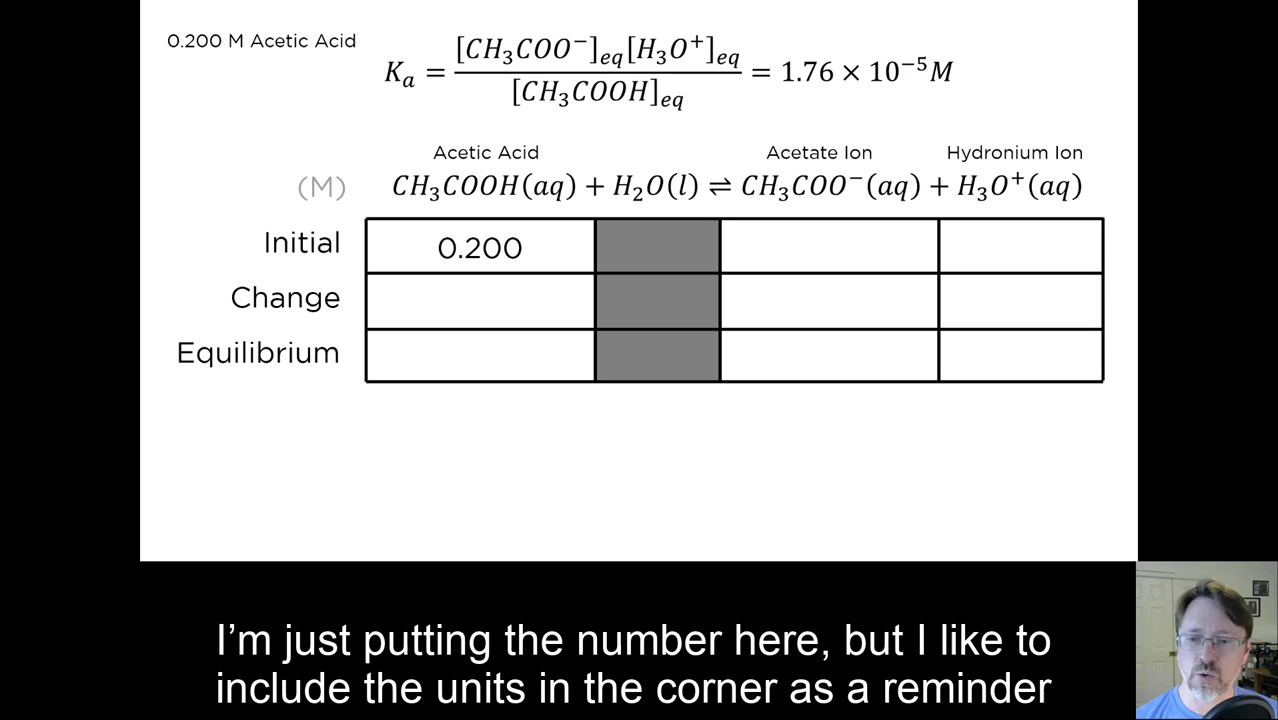 0.200 M Acetic Acid
Kₐ = [CH₃COO⁻]eq[H₃O⁺]eq / [CH₃COOH]eq = 1.76 × 10⁻⁵M
Acetic Acid Acetate Ion Hydronium Ion
(M) CH₃COOH(aq) + H₂O(l) ⇌ CH₃COO⁻(aq) + H₃O⁺(aq)
Initial 0.200
Change
Equilibrium
I’m just putting the number here, but I like to
include the units in the corner as a reminder